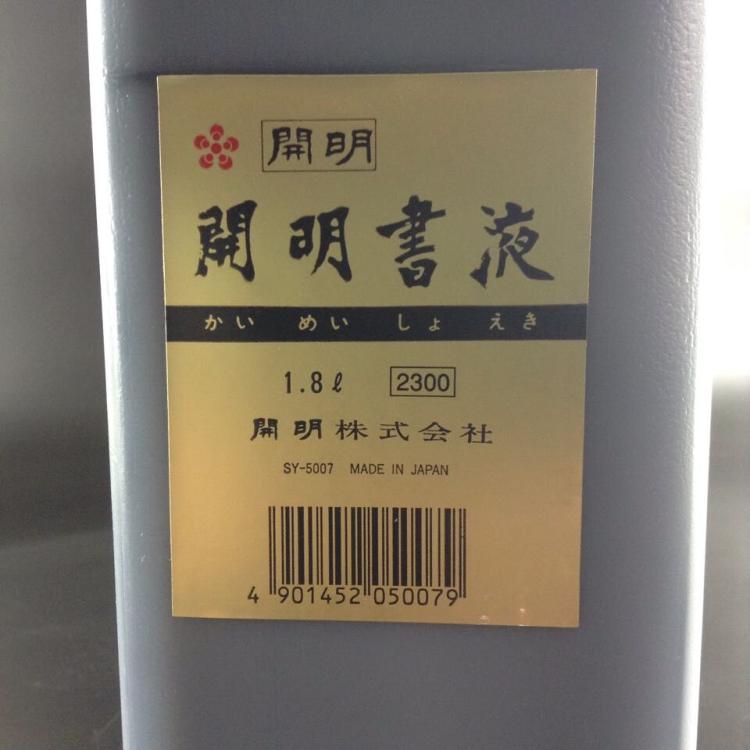 開明
開明書液
かいめいしょえき
1.8ℓ 2300
開明株式会社
SY-5007 MADE IN JAPAN
4 901452 050079